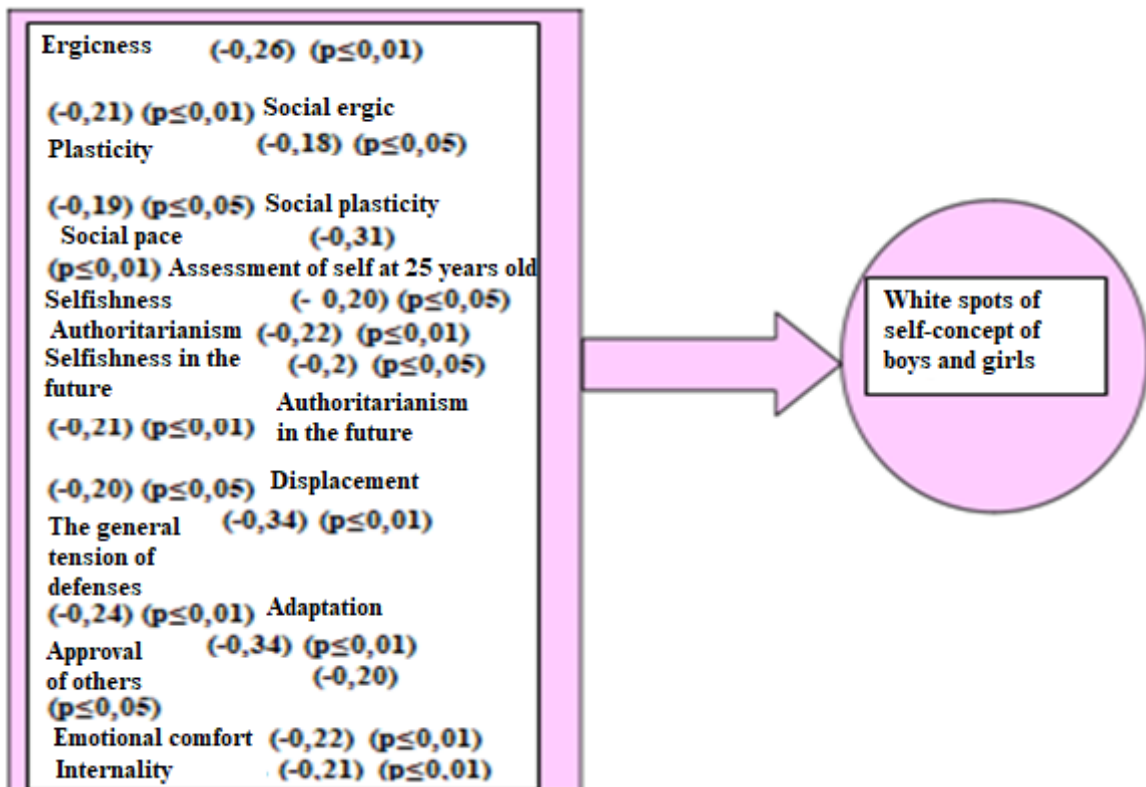 Ergicness (-0,26) (p≤0,01)
(-0,21) (p≤0,01) Social ergic
Plasticity (-0,18) (p≤0,05)
(-0,19) (p≤0,05) Social plasticity
Social pace (-0,31)
(p≤0,01) Assessment of self at 25 years old
Selfishness (- 0,20) (p≤0,05)
Authoritarianism (-0,22) (p≤0,01)
Selfishness in the
future (-0,2) (p≤0,05)
(-0,21) (p≤0,01) Authoritarianism
in the future
(-0,20) (p≤0,05) Displacement
The general (-0,34) (p≤0,01)
tension of
defenses
(-0,24) (p≤0,01) Adaptation
Approval (-0,34) (p≤0,01)
of others (-0,20)
(p≤0,05)
Emotional comfort (-0,22) (p≤0,01)
Internality (-0,21) (p≤0,01)
White spots of
self-concept of
boys and girls